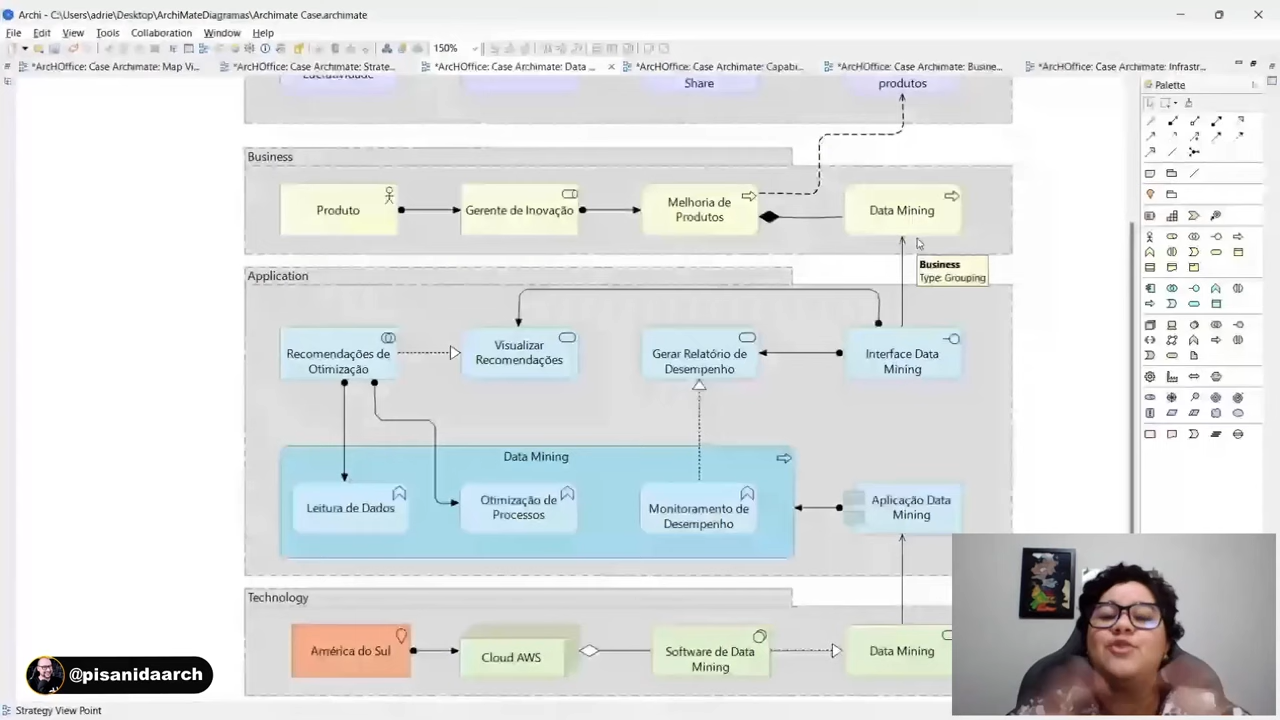 Archi - C:\Users\adrie\Desktop\ArchiMateDiagramas\Archimate Case.archimate
File Edit View Tools Collaboration Window Help
150%
*ArcHOffice: Case Archimate: Map Vi...
*ArcHOffice: Case Archimate: Strate...
*ArcHOffice: Case Archimate: Data ...
*ArcHOffice: Case Archimate: Capabi...
*ArcHOffice: Case Archimate: Busine...
*ArcHOffice: Case Archimate: Infrastr...
Palette
Share
produtos
Business
Produto
Gerente de Inovação
Melhoria de
Produtos
Data Mining
Business
Type: Grouping
Application
Recomendações de
Otimização
Visualizar
Recomendações
Gerar Relatório de
Desempenho
Interface Data
Mining
Data Mining
Leitura de Dados
Otimização de
Processos
Monitoramento de
Desempenho
Aplicação Data
Mining
Technology
América do Sul
Cloud AWS
Software de Data
Mining
Data Mining
@pisanidaarch
Strategy View Point